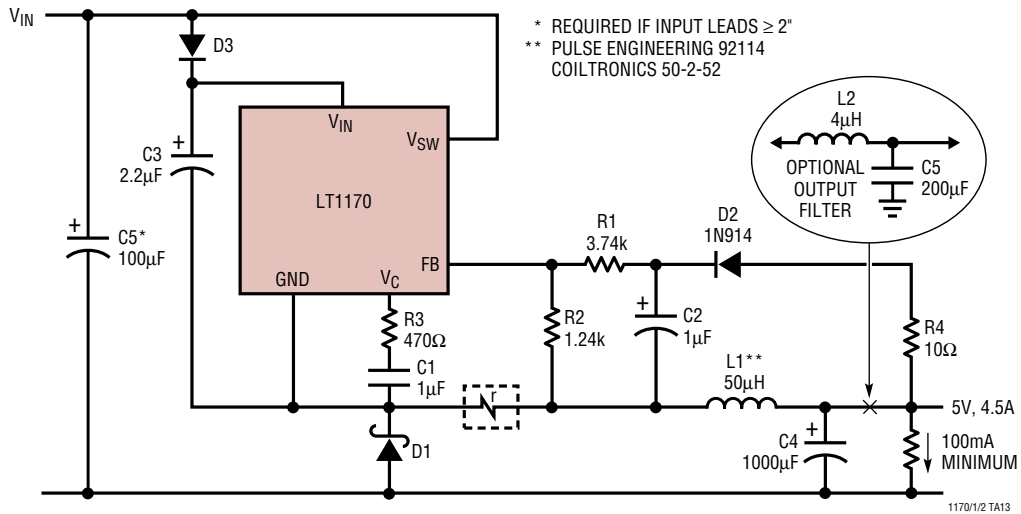 VIN
D3
* REQUIRED IF INPUT LEADS ≥ 2"
** PULSE ENGINEERING 92114
COILTRONICS 50-2-52
L2
4µH
OPTIONAL
OUTPUT
FILTER
C5
200µF
VIN
VSW
C3
2.2µF
LT1170
C5*
100µF
GND
VC
FB
R1
3.74k
D2
1N914
R3
470Ω
C1
1µF
R2
1.24k
C2
1µF
R4
10Ω
r
L1**
50µH
5V, 4.5A
D1
C4
1000µF
100mA
MINIMUM
1170/1/2 TA13